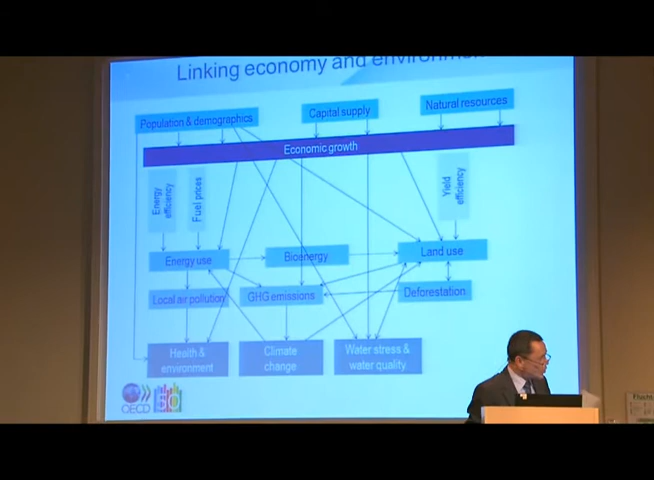 Linking economy and environmen
Population & demographics
Capital supply
Natural resources
Economic growth
Energy
efficiency
Fuel prices
Yield
efficiency
Energy use
Bioenergy
Land use
Local air pollution
GHG emissions
Deforestation
Health &
environment
Climate
change
Water stress &
water quality
OECD